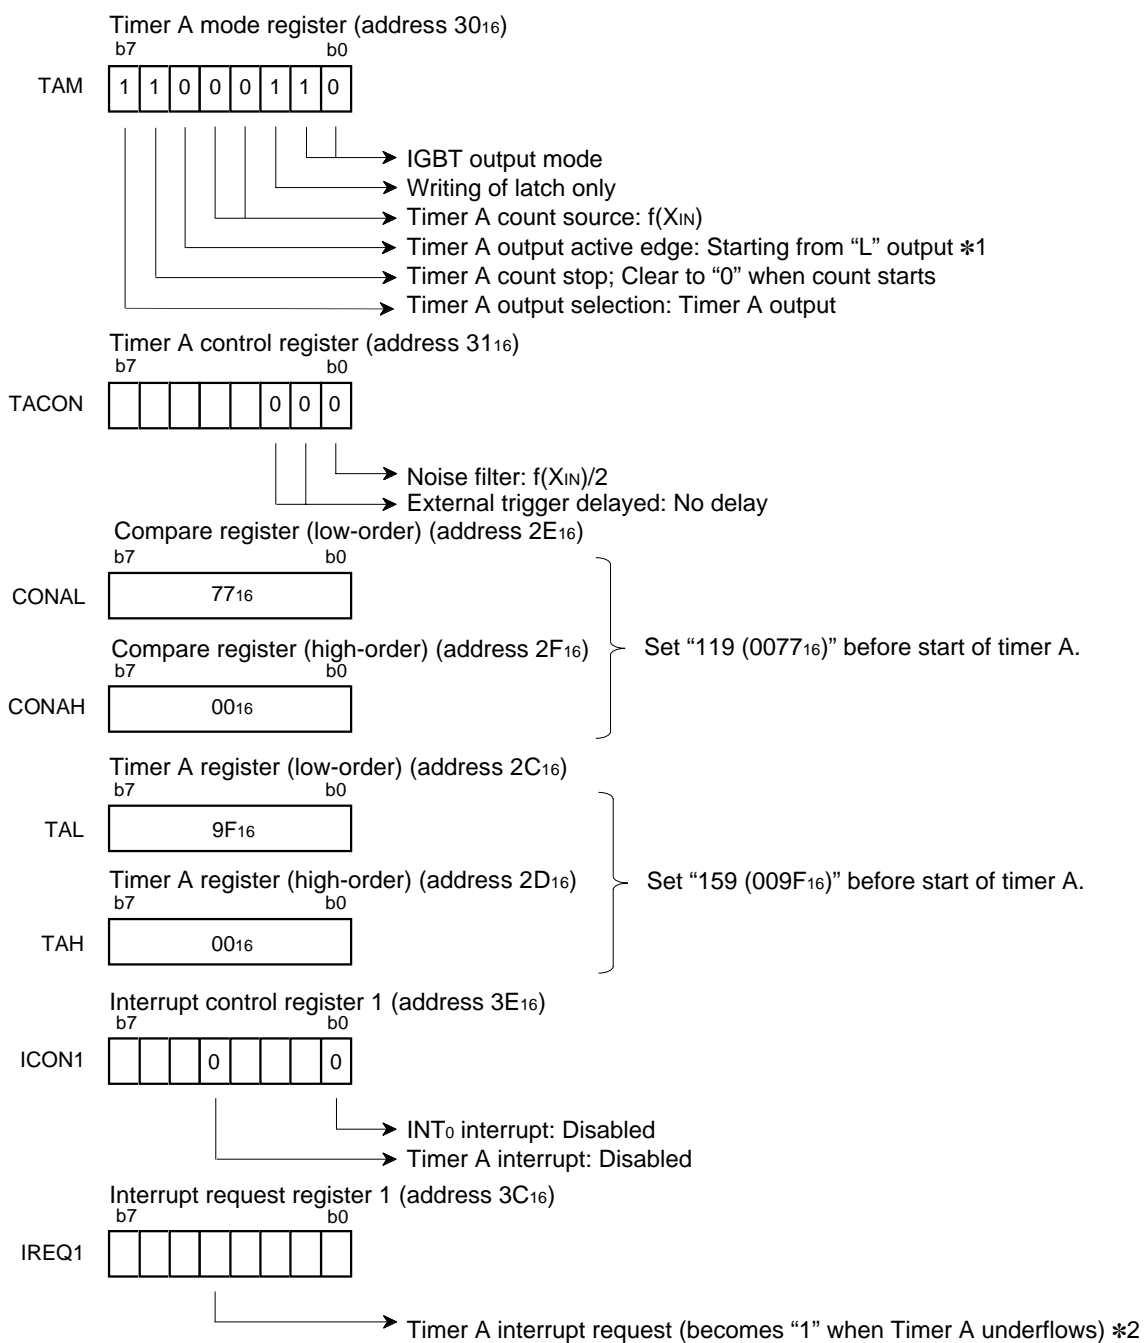 Timer A mode register (address 3016)
b7 b0
TAM 1 1 0 0 0 1 1 0
IGBT output mode
Writing of latch only
Timer A count source: f(XIN)
Timer A output active edge: Starting from “L” output ✻1
Timer A count stop; Clear to “0” when count starts
Timer A output selection: Timer A output
Timer A control register (address 3116)
b7 b0
TACON 0 0 0
Noise filter: f(XIN)/2
External trigger delayed: No delay
Compare register (low-order) (address 2E16)
b7 b0
CONAL 7716
Compare register (high-order) (address 2F16)
b7 b0
CONAH 0016
Set “119 (007716)” before start of timer A.
Timer A register (low-order) (address 2C16)
b7 b0
TAL 9F16
Timer A register (high-order) (address 2D16)
b7 b0
TAH 0016
Set “159 (009F16)” before start of timer A.
Interrupt control register 1 (address 3E16)
b7 b0
ICON1 0 0
INT0 interrupt: Disabled
Timer A interrupt: Disabled
Interrupt request register 1 (address 3C16)
b7 b0
IREQ1
Timer A interrupt request (becomes “1” when Timer A underflows) ✻2